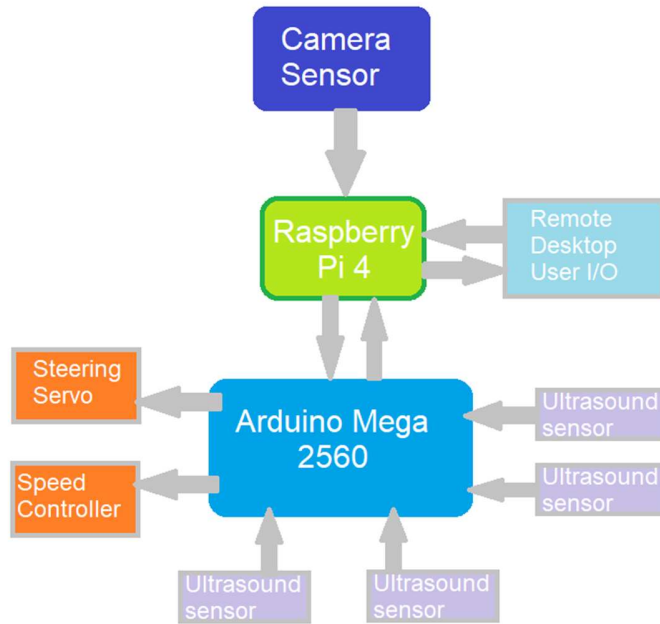 Camera
Sensor
Raspberry
Pi 4
Remote
Desktop
User I/O
Steering
Servo
Arduino Mega
2560
Ultrasound
sensor
Speed
Controller
Ultrasound
sensor
Ultrasound
sensor
Ultrasound
sensor